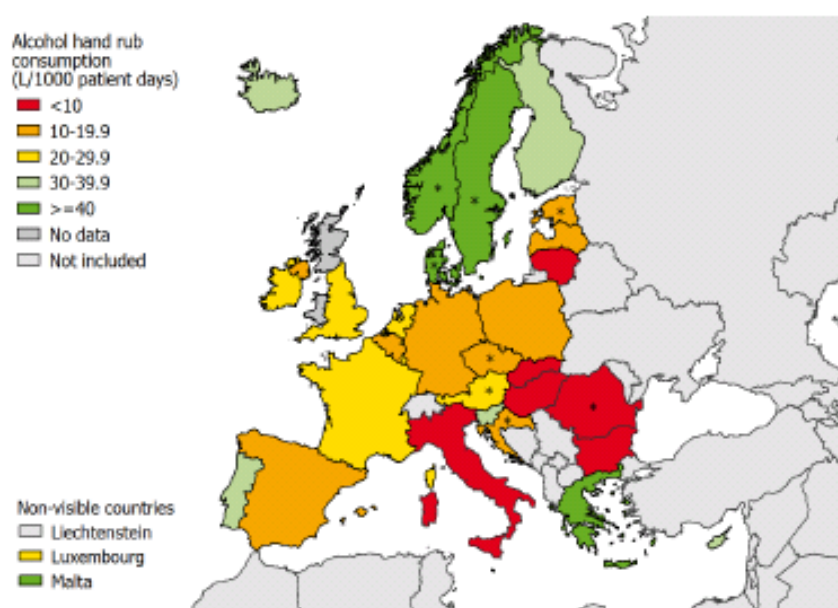 Alcohol hand rub
consumption
(L/1000 patient days)
<10
10-19.9
20-29.9
30-39.9
>=40
No data
Not included
Non-visible countries
Liechtenstein
Luxembourg
Malta